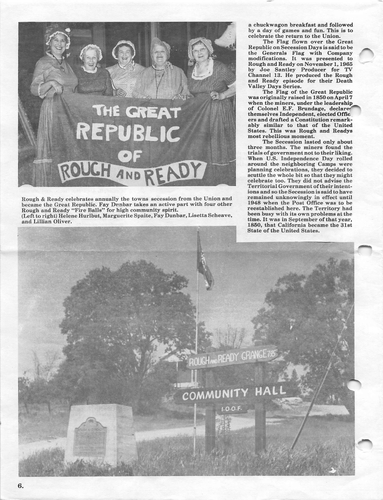 THE GREAT
REPUBLIC
OF
ROUGH AND READY
Rough & Ready celebrates annually the towns secession from the Union and
became the Great Republic. Fay Dunbar takes an active part with four other
Rough and Ready "Fire Balls" for high community spirit.
(Left to right) Helene Hurlbut, Marguerite Spaite, Fay Dunbar, Lisetta Scheave,
and Lillian Oliver.
a chuckwagon breakfast and followed
by a day of games and fun. This is to
celebrate the return to the Union.
The Flag flown over the Great
Republic on Secession Days is said to be
the Generals Flag with Company
modifications. It was presented to
Rough and Ready on November 1, 1965
by Joe Santley Producer for TV
Channel 13. He produced the Rough
and Ready episode for their Death
Valley Days Series.
The Flag of the Great Republic
was originally raised in 1850 on April 7
when the miners, under the leadership
of Colonel E.F. Brundage, declared
themselves Independent, elected Offic-
ers and drafted a Constitution remark-
ably similar to that of the United
States. This was Rough and Readys
most rebellious moment.
The Secession lasted only about
three months. The miners found the
trials of government not to their liking.
When U.S. Independence Day rolled
around the neighboring Camps were
planning celebrations, they decided to
scuttle the whole bit so that they might
celebrate too. They did not advise the
Territorial Government of their intent-
ions and so the Secession is said to have
remained unknowingly in effect until
1948 when the Post Office was to be
reestablished here. The Territory had
been busy with its own problems at the
time. It was in September of that year,
1850, that California became the 31st
State of the United States.
ROUGH and READY GRANGE 795
COMMUNITY HALL
I.O.O.F.
6.